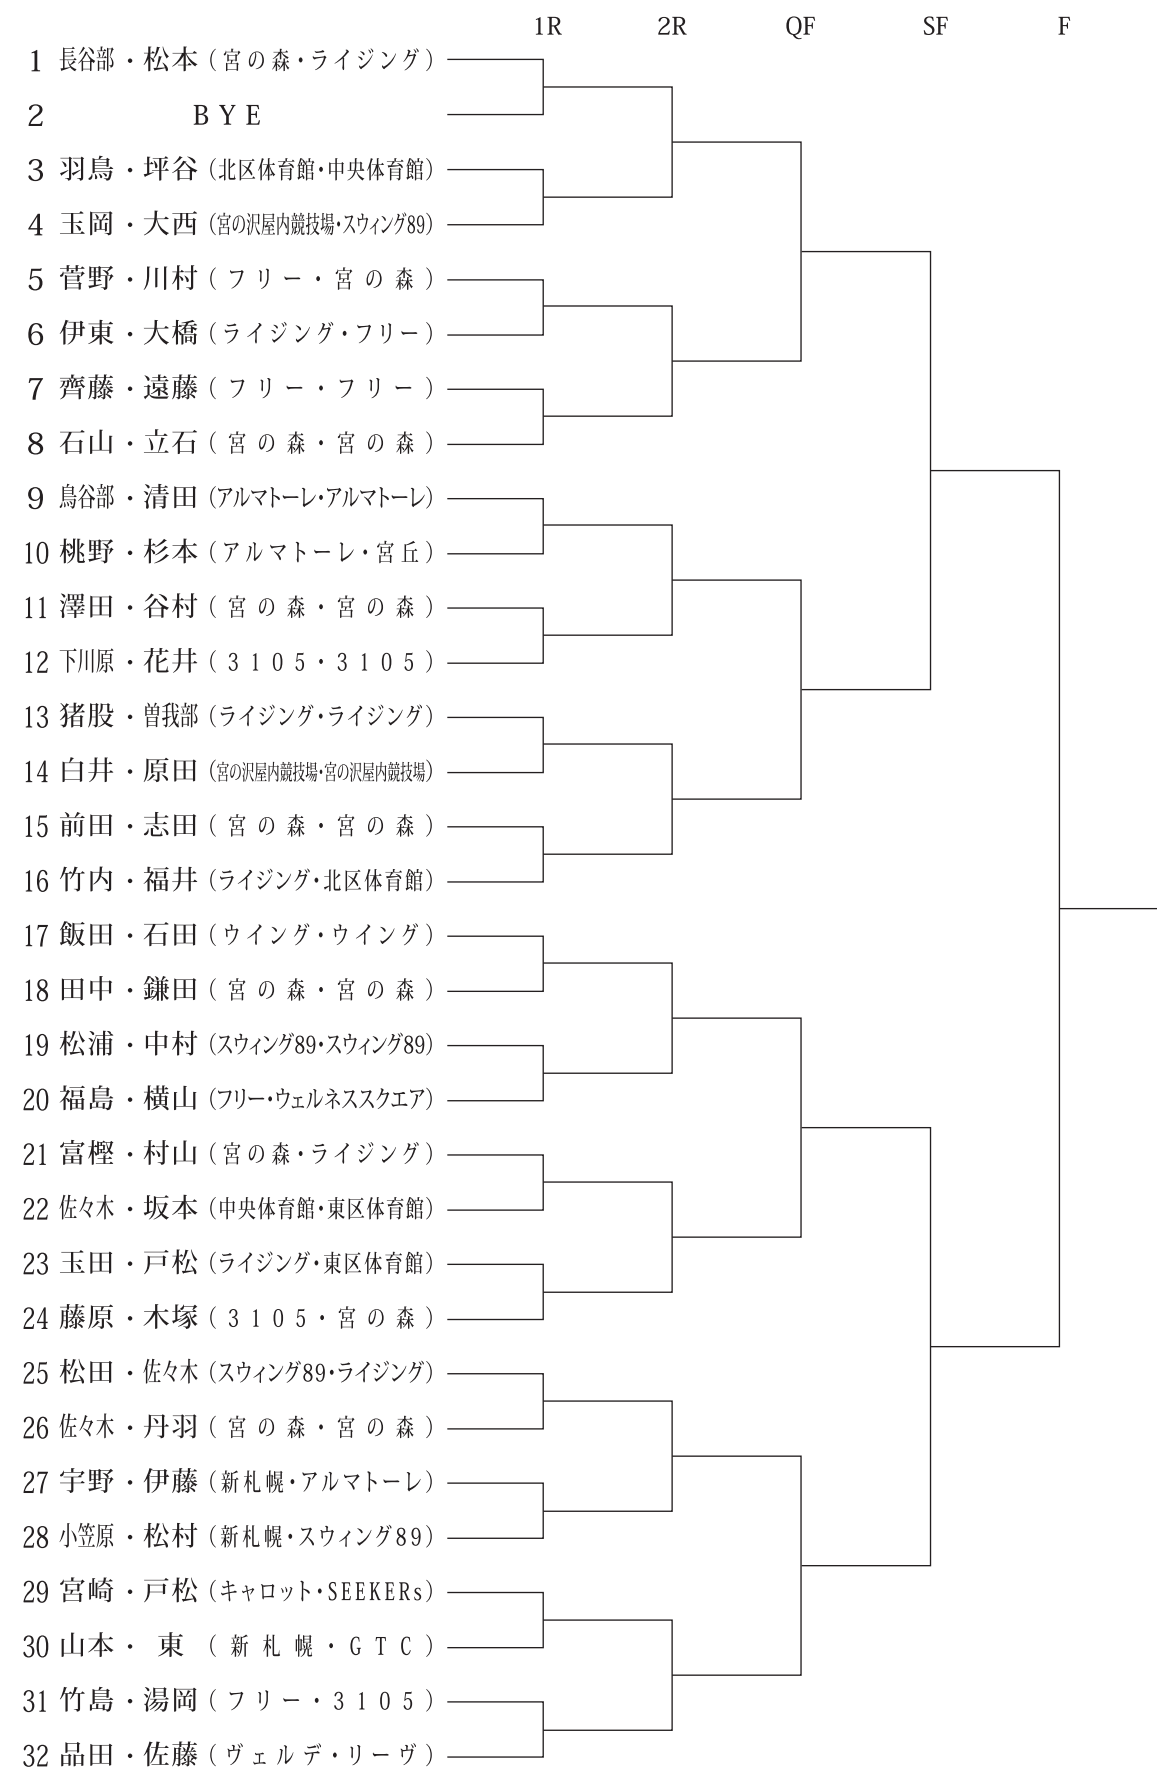 1R 2R QF SF F
1 長谷部・松本(宮の森・ライジング)
2 BYE
3 羽鳥・坪谷(北区体育館・中央体育館)
4 玉岡・大西(宮の沢屋内競技場・スウィング89)
5 菅野・川村(フリー・宮の森)
6 伊東・大橋(ライジング・フリー)
7 齊藤・遠藤(フリー・フリー)
8 石山・立石(宮の森・宮の森)
9 鳥谷部・清田(アルマトーレ・アルマトーレ)
10 桃野・杉本(アルマトーレ・宮丘)
11 澤田・谷村(宮の森・宮の森)
12 下川原・花井(3105・3105)
13 猪股・曽我部(ライジング・ライジング)
14 白井・原田(宮の沢屋内競技場・宮の沢屋内競技場)
15 前田・志田(宮の森・宮の森)
16 竹内・福井(ライジング・北区体育館)
17 飯田・石田(ウイング・ウイング)
18 田中・鎌田(宮の森・宮の森)
19 松浦・中村(スウィング89・スウィング89)
20 福島・横山(フリー・ウェルネススクエア)
21 富樫・村山(宮の森・ライジング)
22 佐々木・坂本(中央体育館・東区体育館)
23 玉田・戸松(ライジング・東区体育館)
24 藤原・木塚(3105・宮の森)
25 松田・佐々木(スウィング89・ライジング)
26 佐々木・丹羽(宮の森・宮の森)
27 宇野・伊藤(新札幌・アルマトーレ)
28 小笠原・松村(新札幌・スウィング89)
29 宮崎・戸松(キャロット・SEEKERs)
30 山本・東(新札幌・GTC)
31 竹島・湯岡(フリー・3105)
32 品田・佐藤(ヴェルデ・リーヴ)